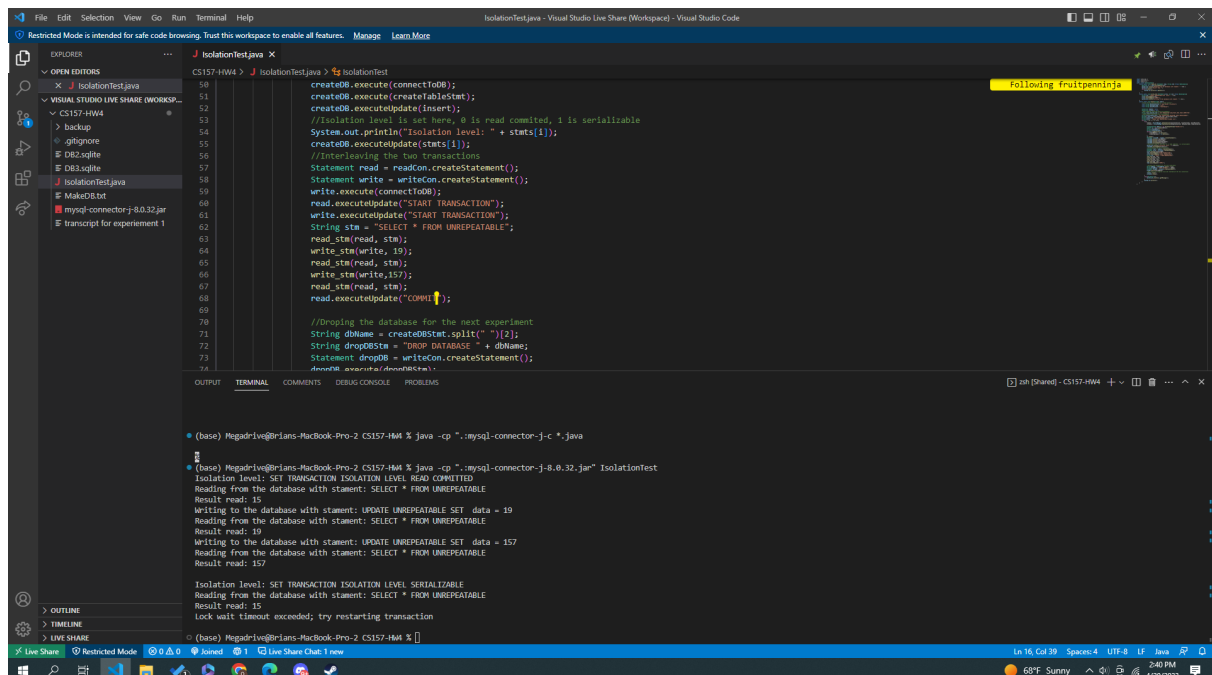 File Edit Selection View Go Run Terminal Help
IsolationTest.java - Visual Studio Live Share (Workspace) - Visual Studio Code
Restricted Mode is intended for safe code browsing. Trust this workspace to enable all features. Manage Learn More
EXPLORER
OPEN EDITORS
IsolationTest.java
VISUAL STUDIO LIVE SHARE (WORKSP...
CS157-HW4
backup
.gitignore
DB2.sqlite
DB3.sqlite
IsolationTest.java
MakeDB.txt
mysql-connector-j-8.0.32.jar
transcript for experiement 1
OUTLINE
TIMELINE
LIVE SHARE
IsolationTest.java
CS157-HW4 > IsolationTest.java > IsolationTest
Following fruitpenninja
50 createDB.execute(connectToDB);
51 createDB.execute(createTableStmt);
52 createDB.executeUpdate(insert);
53 //Isolation level is set here, 0 is read commited, 1 is serializable
54 System.out.println("Isolation level: " + stmts[i]);
55 createDB.executeUpdate(stmts[i]);
56 //Interleaving the two transactions
57 Statement read = readCon.createStatement();
58 Statement write = writeCon.createStatement();
59 write.execute(connectToDB);
60 read.executeUpdate("START TRANSACTION");
61 write.executeUpdate("START TRANSACTION");
62 String stm = "SELECT * FROM UNREPEATABLE";
63 read_stm(read, stm);
64 write_stm(write, 19);
65 read_stm(read, stm);
66 write_stm(write,157);
67 read_stm(read, stm);
68 read.executeUpdate("COMMIT");
69
70 //Droping the database for the next experiment
71 String dbName = createDBStmt.split(" ")[2];
72 String dropDBStm = "DROP DATABASE " + dbName;
73 Statement dropDB = writeCon.createStatement();
74 dropDB.execute(dropDBStm);
OUTPUT TERMINAL COMMENTS DEBUG CONSOLE PROBLEMS
zsh [Shared] - CS157-HW4
(base) Megadrive@Brians-MacBook-Pro-2 CS157-HW4 % java -cp ".:mysql-connector-j-c *.java
(base) Megadrive@Brians-MacBook-Pro-2 CS157-HW4 % java -cp ".:mysql-connector-j-8.0.32.jar" IsolationTest
Isolation level: SET TRANSACTION ISOLATION LEVEL READ COMMITTED
Reading from the database with stament: SELECT * FROM UNREPEATABLE
Result read: 15
Writing to the database with stament: UPDATE UNREPEATABLE SET data = 19
Reading from the database with stament: SELECT * FROM UNREPEATABLE
Result read: 19
Writing to the database with stament: UPDATE UNREPEATABLE SET data = 157
Reading from the database with stament: SELECT * FROM UNREPEATABLE
Result read: 157
Isolation level: SET TRANSACTION ISOLATION LEVEL SERIALIZABLE
Reading from the database with stament: SELECT * FROM UNREPEATABLE
Result read: 15
Lock wait timeout exceeded; try restarting transaction
(base) Megadrive@Brians-MacBook-Pro-2 CS157-HW4 %
Live Share Restricted Mode 0 0 Joined 1 Live Share Chat: 1 new
Ln 16, Col 39 Spaces: 4 UTF-8 LF Java
68°F Sunny 2:40 PM